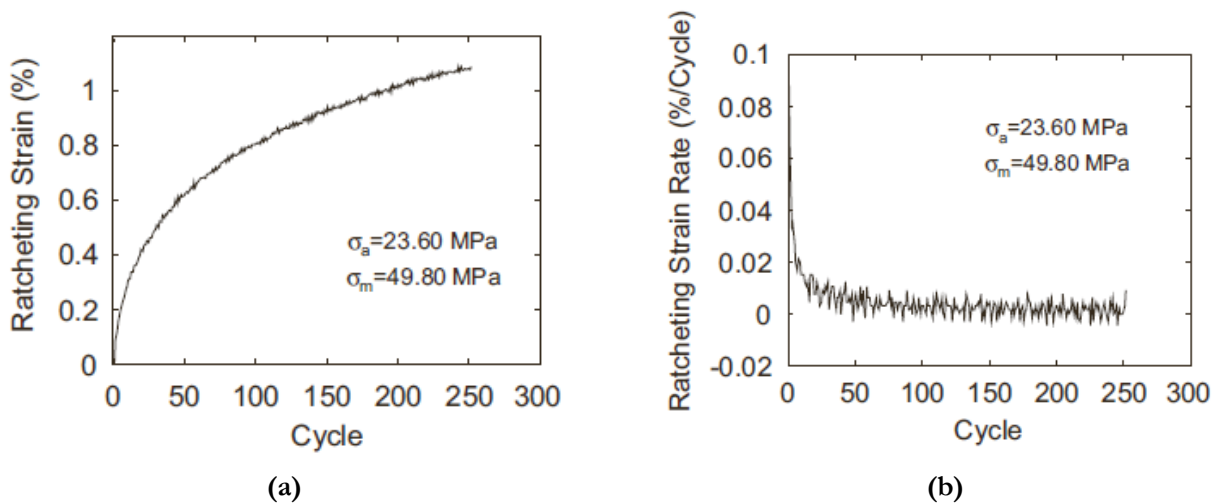 Ratcheting Strain (%)
1
0.8
0.6
0.4
0.2
0
σa=23.60 MPa
σm=49.80 MPa
0 50 100 150 200 250 300
Cycle
(a)
Ratcheting Strain Rate (%/Cycle)
0.1
0.08
0.06
0.04
0.02
0
-0.02
σa=23.60 MPa
σm=49.80 MPa
0 50 100 150 200 250 300
Cycle
(b)